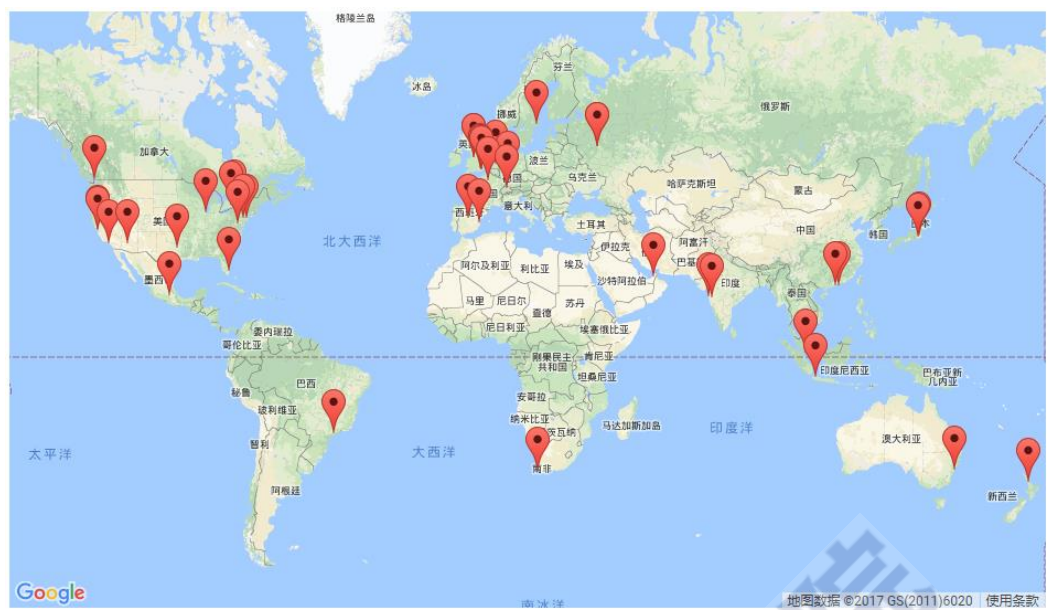 格陵兰岛
冰岛
芬兰
挪威
俄罗斯
加拿大
英
波兰
德国
乌克兰
哈萨克斯坦
蒙古
国
意大利
西班牙
土耳其
中国
韩国
日本
美国
北大西洋
伊拉克
阿富汗
巴基
阿尔及利亚
利比亚
埃及
沙特阿拉伯
印度
墨西
马里
尼日尔
苏丹
乍德
泰国
尼日利亚
埃塞俄比亚
委内瑞拉
哥伦比亚
刚果民主
共和国
肯尼亚
坦桑尼亚
印度尼西亚
巴布亚新
几内亚
秘鲁
巴西
安哥拉
玻利维亚
纳米比亚
茨瓦纳
马达加斯加岛
印度洋
智利
大西洋
澳大利亚
太平洋
南非
阿根廷
新西兰
Google
南冰洋
地图数据 ©2017 GS(2011)6020
使用条款